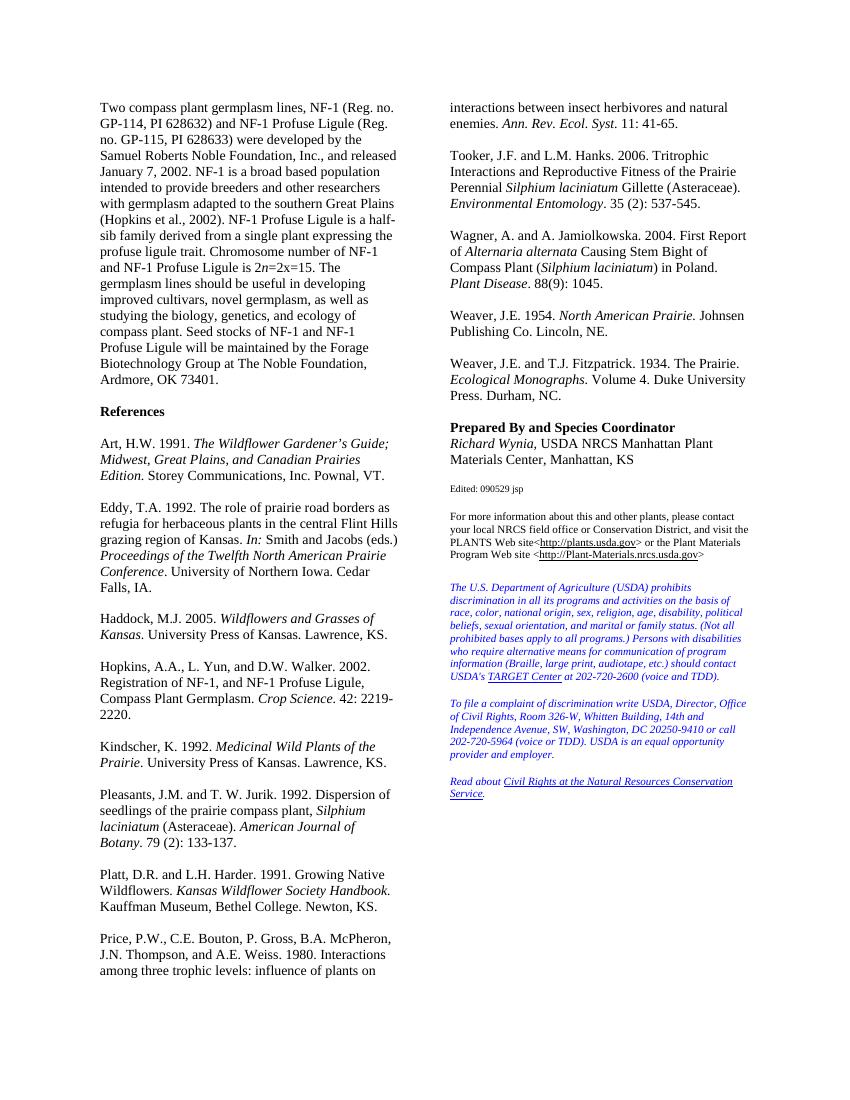 Two compass plant germplasm lines, NF-1 (Reg. no.
GP-114, PI 628632) and NF-1 Profuse Ligule (Reg.
no. GP-115, PI 628633) were developed by the
Samuel Roberts Noble Foundation, Inc., and released
January 7, 2002. NF-1 is a broad based population
intended to provide breeders and other researchers
with germplasm adapted to the southern Great Plains
(Hopkins et al., 2002). NF-1 Profuse Ligule is a half-
sib family derived from a single plant expressing the
profuse ligule trait. Chromosome number of NF-1
and NF-1 Profuse Ligule is 2n=2x=15. The
germplasm lines should be useful in developing
improved cultivars, novel germplasm, as well as
studying the biology, genetics, and ecology of
compass plant. Seed stocks of NF-1 and NF-1
Profuse Ligule will be maintained by the Forage
Biotechnology Group at The Noble Foundation,
Ardmore, OK 73401.
References
Art, H.W. 1991. The Wildflower Gardener’s Guide;
Midwest, Great Plains, and Canadian Prairies
Edition. Storey Communications, Inc. Pownal, VT.
Eddy, T.A. 1992. The role of prairie road borders as
refugia for herbaceous plants in the central Flint Hills
grazing region of Kansas. In: Smith and Jacobs (eds.)
Proceedings of the Twelfth North American Prairie
Conference. University of Northern Iowa. Cedar
Falls, IA.
Haddock, M.J. 2005. Wildflowers and Grasses of
Kansas. University Press of Kansas. Lawrence, KS.
Hopkins, A.A., L. Yun, and D.W. Walker. 2002.
Registration of NF-1, and NF-1 Profuse Ligule,
Compass Plant Germplasm. Crop Science. 42: 2219-
2220.
Kindscher, K. 1992. Medicinal Wild Plants of the
Prairie. University Press of Kansas. Lawrence, KS.
Pleasants, J.M. and T. W. Jurik. 1992. Dispersion of
seedlings of the prairie compass plant, Silphium
laciniatum (Asteraceae). American Journal of
Botany. 79 (2): 133-137.
Platt, D.R. and L.H. Harder. 1991. Growing Native
Wildflowers. Kansas Wildflower Society Handbook.
Kauffman Museum, Bethel College. Newton, KS.
Price, P.W., C.E. Bouton, P. Gross, B.A. McPheron,
J.N. Thompson, and A.E. Weiss. 1980. Interactions
among three trophic levels: influence of plants on
interactions between insect herbivores and natural
enemies. Ann. Rev. Ecol. Syst. 11: 41-65.
Tooker, J.F. and L.M. Hanks. 2006. Tritrophic
Interactions and Reproductive Fitness of the Prairie
Perennial Silphium laciniatum Gillette (Asteraceae).
Environmental Entomology. 35 (2): 537-545.
Wagner, A. and A. Jamiolkowska. 2004. First Report
of Alternaria alternata Causing Stem Bight of
Compass Plant (Silphium laciniatum) in Poland.
Plant Disease. 88(9): 1045.
Weaver, J.E. 1954. North American Prairie. Johnsen
Publishing Co. Lincoln, NE.
Weaver, J.E. and T.J. Fitzpatrick. 1934. The Prairie.
Ecological Monographs. Volume 4. Duke University
Press. Durham, NC.
Prepared By and Species Coordinator
Richard Wynia, USDA NRCS Manhattan Plant
Materials Center, Manhattan, KS
Edited: 090529 jsp
For more information about this and other plants, please contact
your local NRCS field office or Conservation District, and visit the
PLANTS Web site<http://plants.usda.gov> or the Plant Materials
Program Web site <http://Plant-Materials.nrcs.usda.gov>
The U.S. Department of Agriculture (USDA) prohibits
discrimination in all its programs and activities on the basis of
race, color, national origin, sex, religion, age, disability, political
beliefs, sexual orientation, and marital or family status. (Not all
prohibited bases apply to all programs.) Persons with disabilities
who require alternative means for communication of program
information (Braille, large print, audiotape, etc.) should contact
USDA's TARGET Center at 202-720-2600 (voice and TDD).
To file a complaint of discrimination write USDA, Director, Office
of Civil Rights, Room 326-W, Whitten Building, 14th and
Independence Avenue, SW, Washington, DC 20250-9410 or call
202-720-5964 (voice or TDD). USDA is an equal opportunity
provider and employer.
Read about Civil Rights at the Natural Resources Conservation
Service.